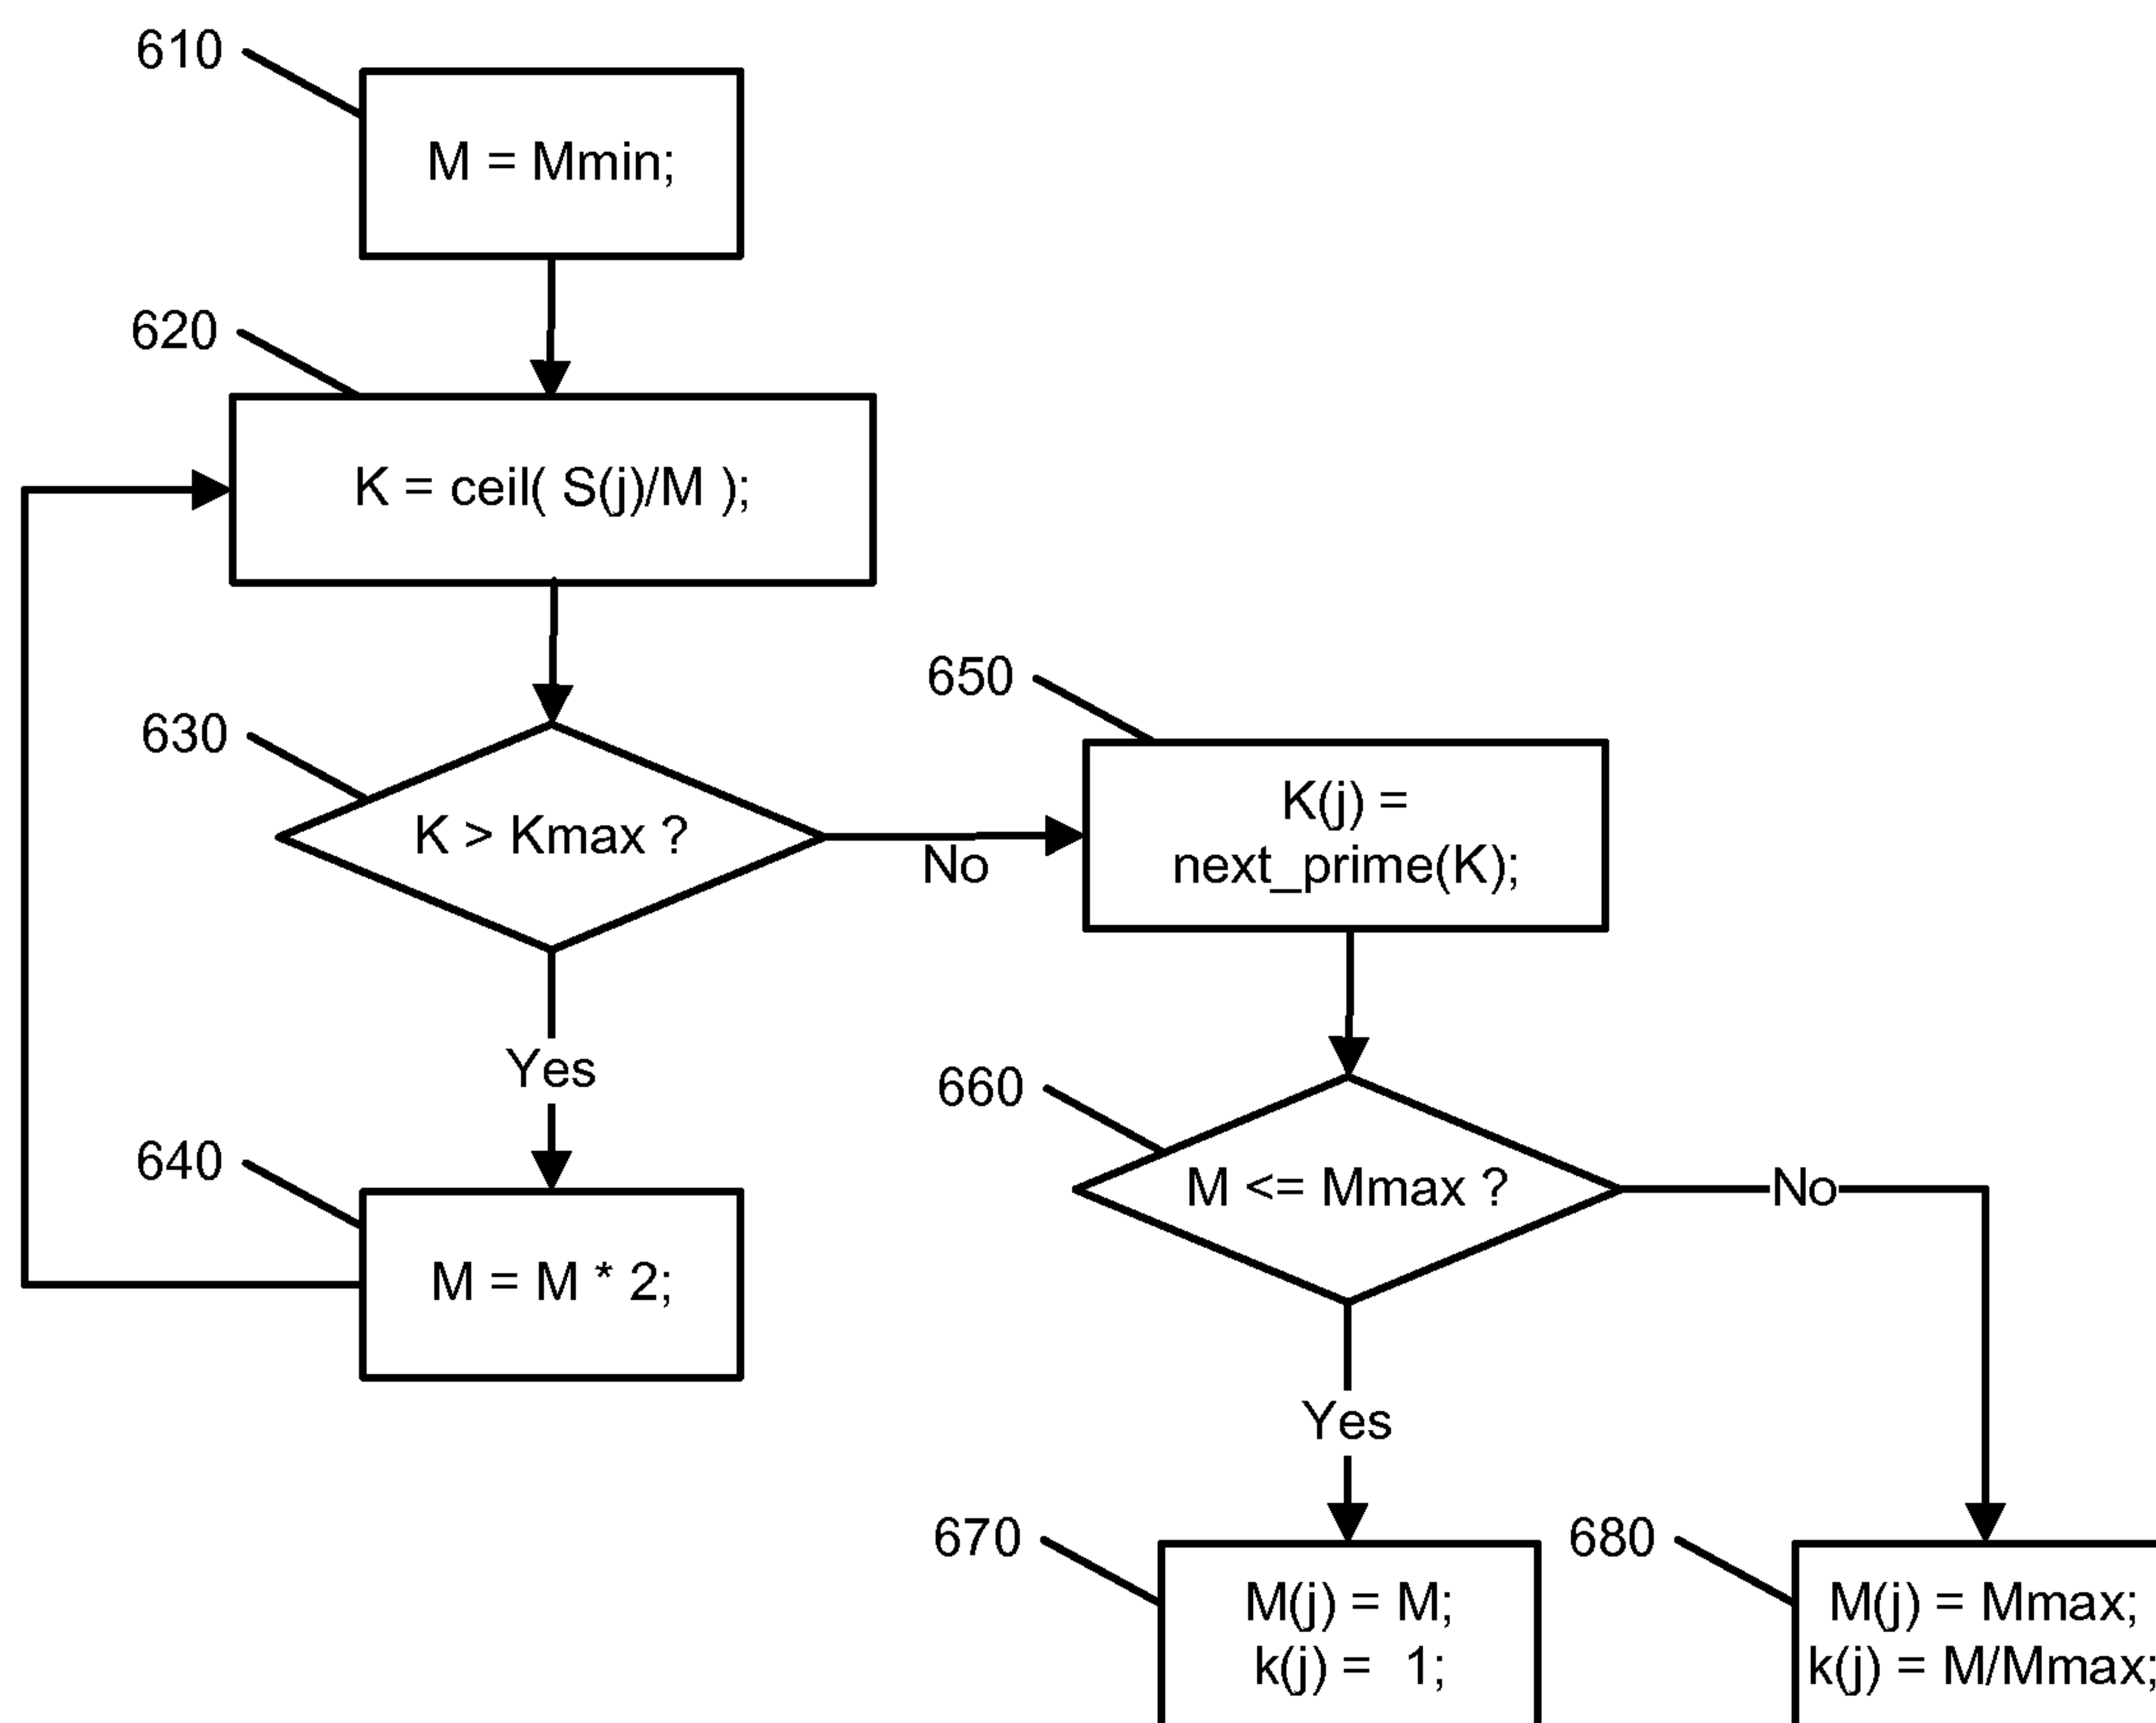 610
M = Mmin;
620
K = ceil( S(j)/M );
630
K > Kmax ?
No
650
K(j) =
next_prime(K);
Yes
640
M = M * 2;
660
M <= Mmax ?
No
Yes
670
M(j) = M;
k(j) = 1;
680
M(j) = Mmax;
k(j) = M/Mmax;